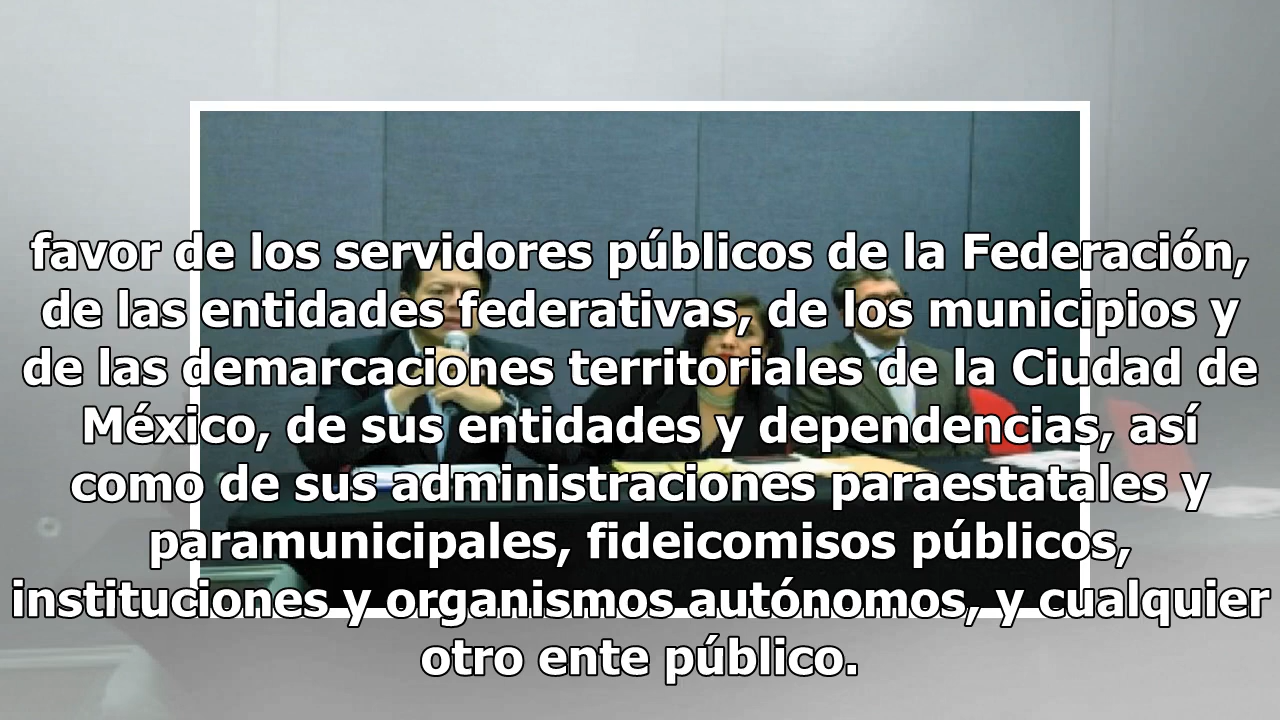 favor de los servidores públicos de la Federación,
de las entidades federativas, de los municipios y
de las demarcaciones territoriales de la Ciudad de
México, de sus entidades y dependencias, así
como de sus administraciones paraestatales y
paramunicipales, fideicomisos públicos,
instituciones y organismos autónomos, y cualquier
otro ente público.